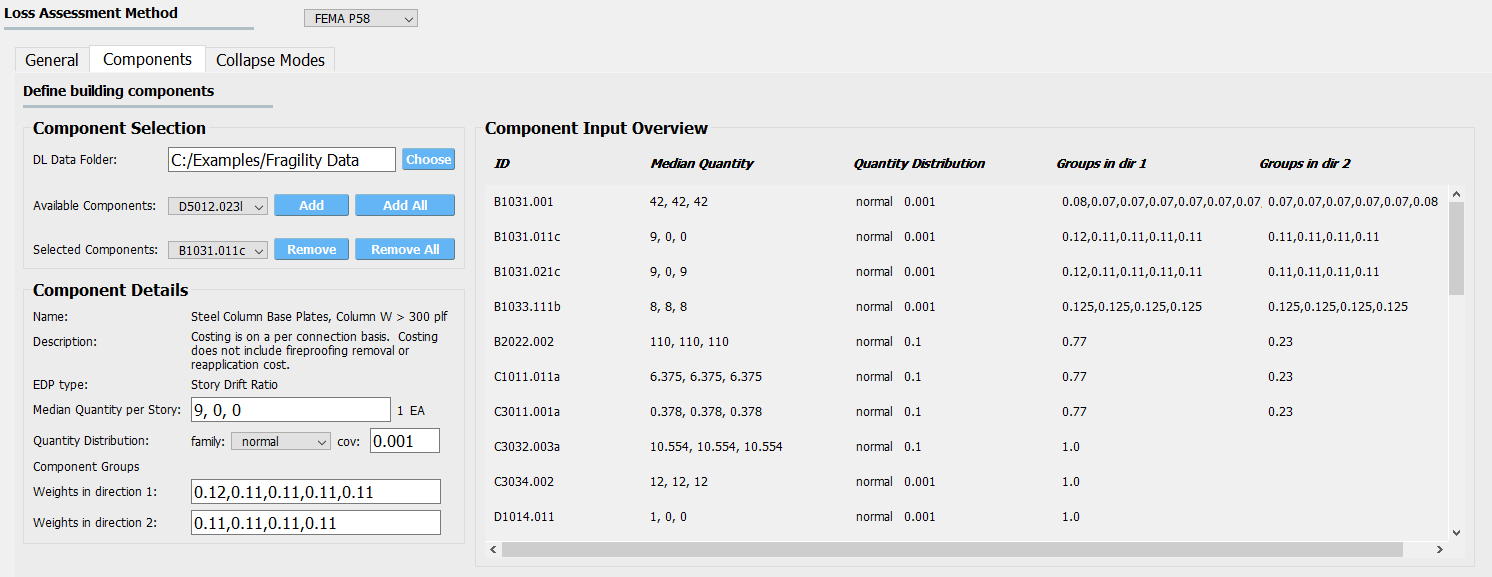 Loss Assessment Method
FEMA P58
General Components Collapse Modes
Define building components
Component Selection
DL Data Folder: C:/Examples/Fragility Data Choose
Available Components: D5012.023l Add Add All
Selected Components: B1031.011c Remove Remove All
Component Details
Name: Steel Column Base Plates, Column W > 300 plf
Description: Costing is on a per connection basis. Costing
does not include fireproofing removal or
reapplication cost.
EDP type: Story Drift Ratio
Median Quantity per Story: 9, 0, 0 1 EA
Quantity Distribution: family: normal cov: 0.001
Component Groups
Weights in direction 1: 0.12,0.11,0.11,0.11,0.11
Weights in direction 2: 0.11,0.11,0.11,0.11
Component Input Overview
ID Median Quantity Quantity Distribution Groups in dir 1 Groups in dir 2
B1031.001 42, 42, 42 normal 0.001 0.08,0.07,0.07,0.07,0.07,0.07,0.07, 0.07,0.07,0.07,0.07,0.07,0.08
B1031.011c 9, 0, 0 normal 0.001 0.12,0.11,0.11,0.11,0.11 0.11,0.11,0.11,0.11
B1031.021c 9, 0, 9 normal 0.001 0.12,0.11,0.11,0.11,0.11 0.11,0.11,0.11,0.11
B1033.111b 8, 8, 8 normal 0.001 0.125,0.125,0.125,0.125 0.125,0.125,0.125,0.125
B2022.002 110, 110, 110 normal 0.1 0.77 0.23
C1011.011a 6.375, 6.375, 6.375 normal 0.1 0.77 0.23
C3011.001a 0.378, 0.378, 0.378 normal 0.1 0.77 0.23
C3032.003a 10.554, 10.554, 10.554 normal 0.1 1.0
C3034.002 12, 12, 12 normal 0.001 1.0
D1014.011 1, 0, 0 normal 0.001 1.0